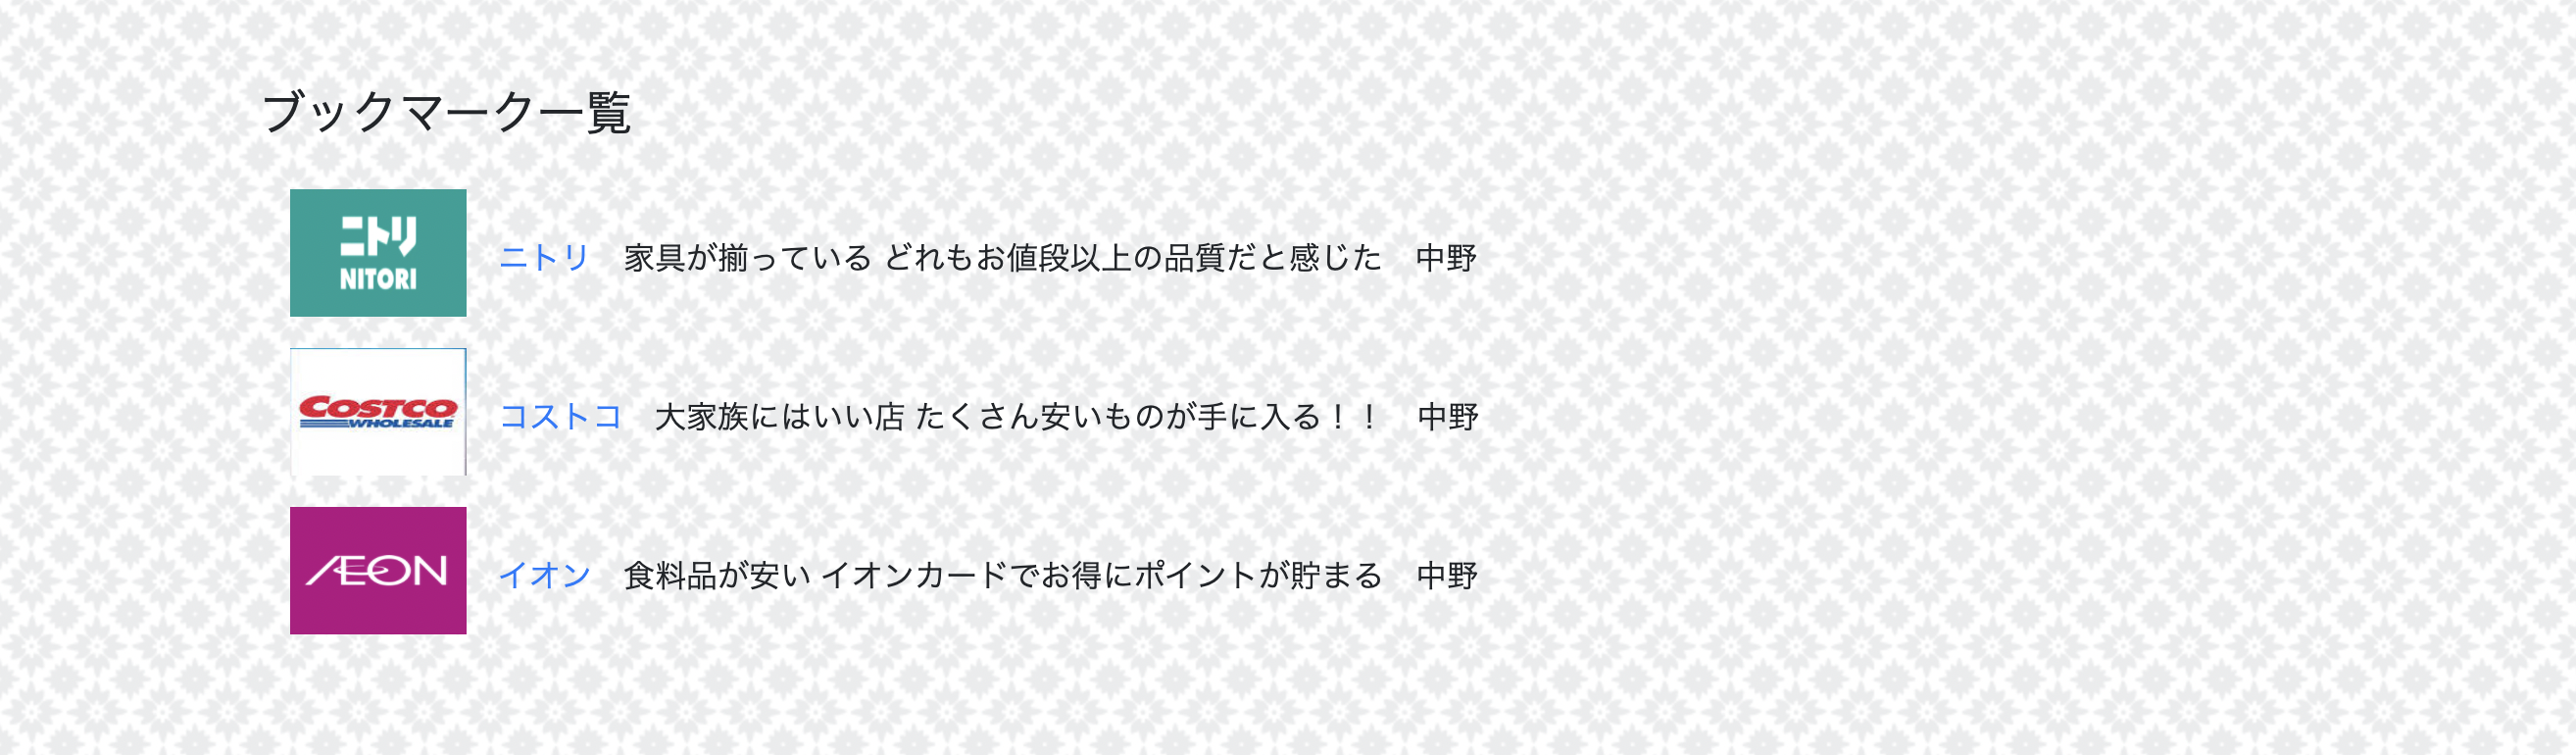 ブックマーク一覧
ニトリ
NITORI
ニトリ　家具が揃っている どれもお値段以上の品質だと感じた　中野
COSTCO
WHOLESALE
コストコ　大家族にはいい店 たくさん安いものが手に入る！！　中野
ÆON
イオン　食料品が安い イオンカードでお得にポイントが貯まる　中野